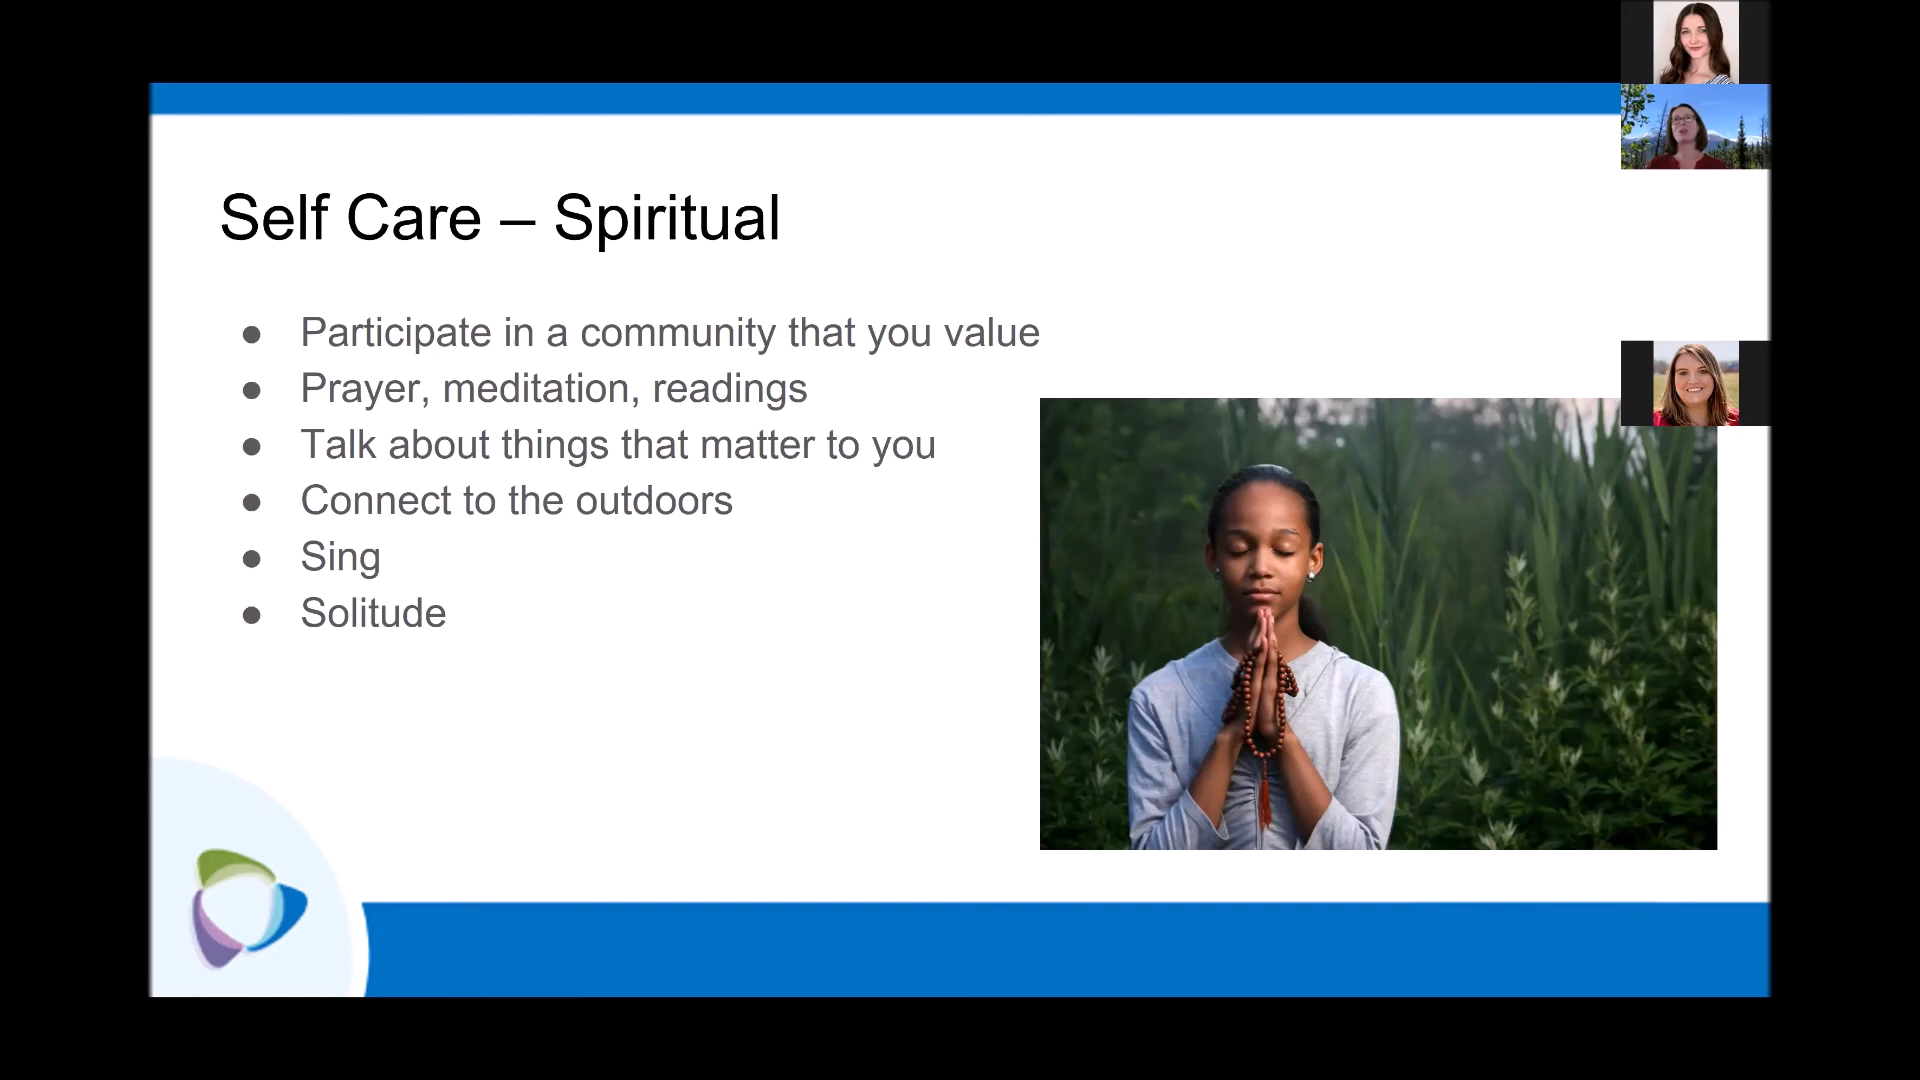 Self Care – Spiritual
● Participate in a community that you value
● Prayer, meditation, readings
● Talk about things that matter to you
● Connect to the outdoors
● Sing
● Solitude